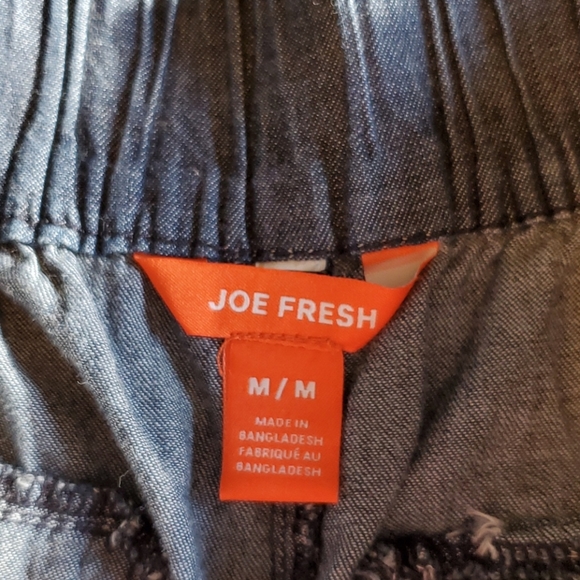 JOE FRESH
M / M
MADE IN
BANGLADESH
FABRIQUÉ AU
BANGLADESH